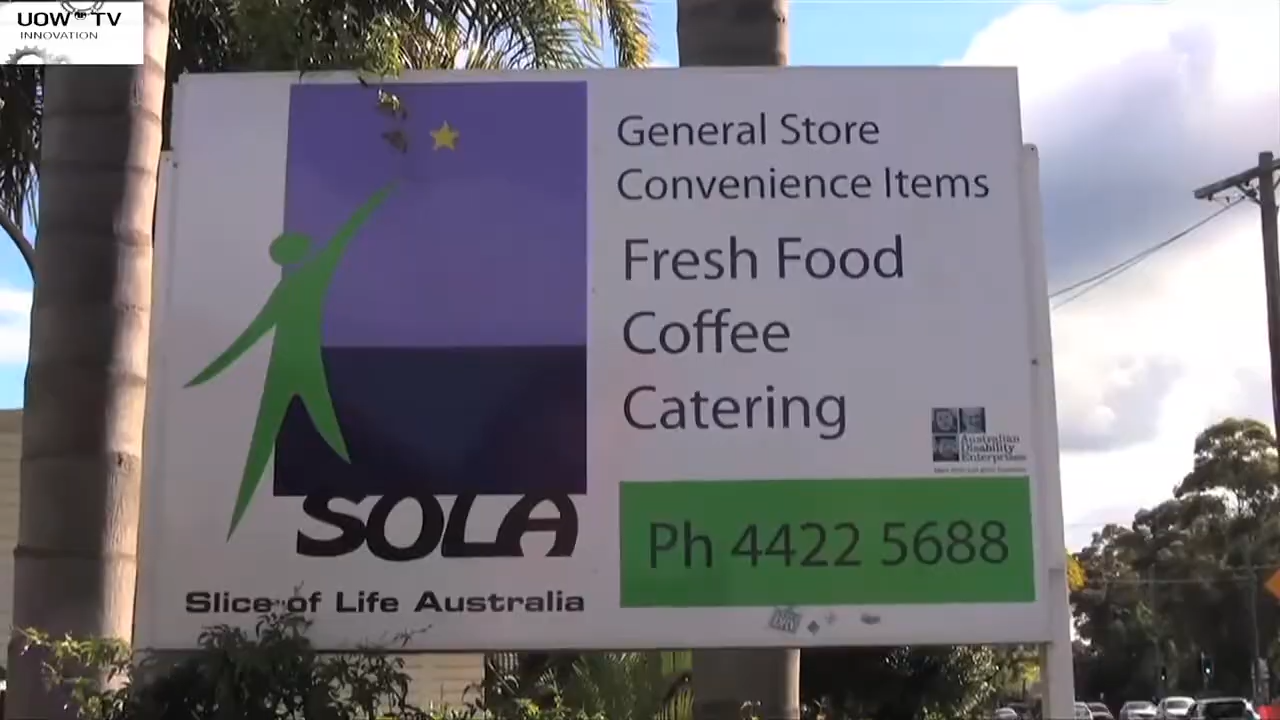 UOW TV
INNOVATION
General Store
Convenience Items
Fresh Food
Coffee
Catering
Australian
Disability
Enterprises
Ph 4422 5688
SOLA
Slice of Life Australia